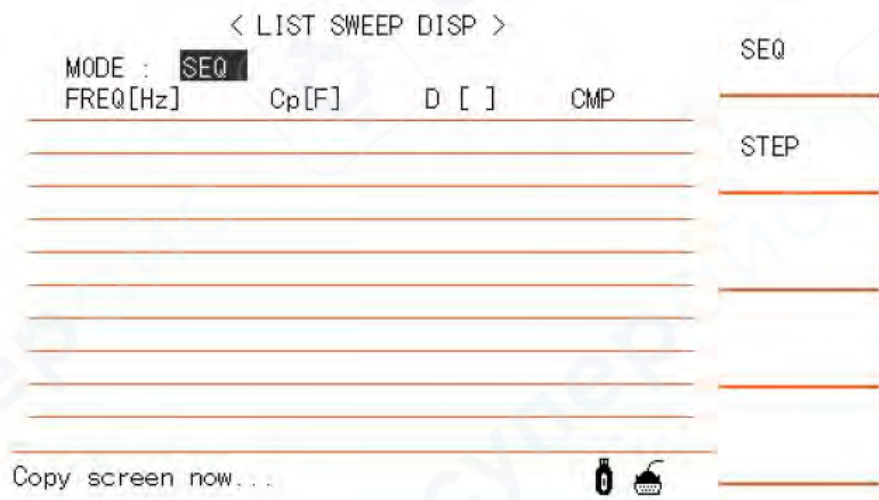 < LIST SWEEP DISP >
MODE : SEQ
FREQ[Hz] Cp[F] D [ ] CMP
SEQ
STEP
Copy screen now...